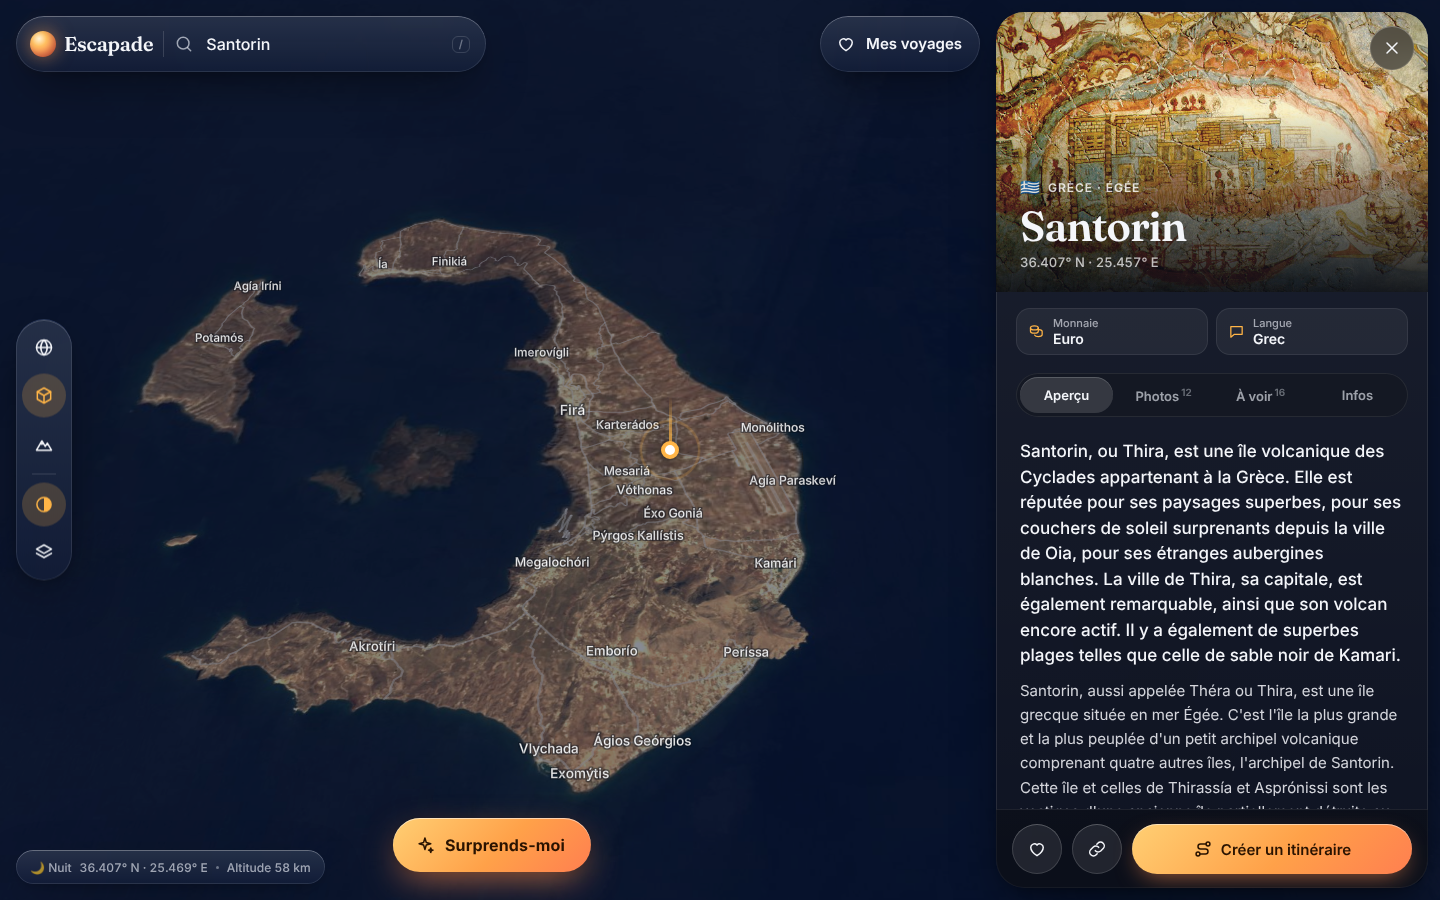 Escapade
Santorin
/
Mes voyages
Ía
Finikiá
Agía Iríni
Potamós
Imerovígli
Firá
Karterádos
Monólithos
Mesariá
Agía Paraskeví
Vóthonas
Éxo Goniá
Pýrgos Kallístis
Megalochóri
Kamári
Akrotíri
Emborío
Períssa
Vlychada
Ágios Geórgios
Exomýtis
Surprends-moi
🌙 Nuit 36.407° N · 25.469° E • Altitude 58 km
GRÈCE · ÉGÉE
Santorin
36.407° N · 25.457° E
Monnaie
Euro
Langue
Grec
Aperçu
Photos 12
À voir 16
Infos
Santorin, ou Thira, est une île volcanique des
Cyclades appartenant à la Grèce. Elle est
réputée pour ses paysages superbes, pour ses
couchers de soleil surprenants depuis la ville
de Oia, pour ses étranges aubergines
blanches. La ville de Thira, sa capitale, est
également remarquable, ainsi que son volcan
encore actif. Il y a également de superbes
plages telles que celle de sable noir de Kamari.
Santorin, aussi appelée Théra ou Thira, est une île
grecque située en mer Égée. C'est l'île la plus grande
et la plus peuplée d'un petit archipel volcanique
comprenant quatre autres îles, l'archipel de Santorin.
Cette île et celles de Thirassía et Asprónissi sont les
Créer un itinéraire